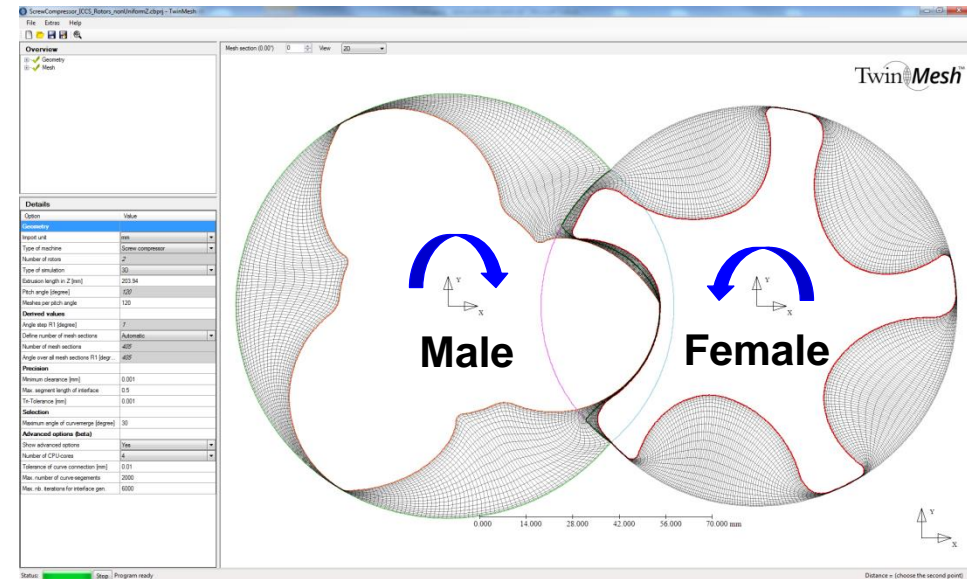 ScrewCompressor_ICCS_Rotors_nonUniformZ.cbprj - TwinMesh
File Extras Help
Overview
Geometry
Mesh
Mesh section (0.00°) 0 View 2D
TwinMesh™
Details
Option Value
Geometry
Import unit mm
Type of machine Screw compressor
Number of rotors 2
Type of simulation 3D
Extrusion length in Z [mm] 203.94
Pitch angle [degree] 120
Meshes per pitch angle 120
Derived values
Angle step R1 [degree] 1
Define number of mesh sections Automatic
Number of mesh sections 405
Angle over all mesh sections R1 [degr... 405
Precision
Minimum clearance [mm] 0.001
Max. segment length of interface 0.5
Tri-Tolerance [mm] 0.001
Selection
Maximum angle of curvemerge [degree] 30
Advanced options (beta)
Show advanced options Yes
Number of CPU-cores 4
Tolerance of curve connection [mm] 0.01
Max. number of curve-segements 2000
Max. nb. iterations for interface gen. 6000
Y
X
Male
Y
X
Female
0.000 14.000 28.000 42.000 56.000 70.000 mm
Y
X
Status: Stop Program ready
Distance = (choose the second point)